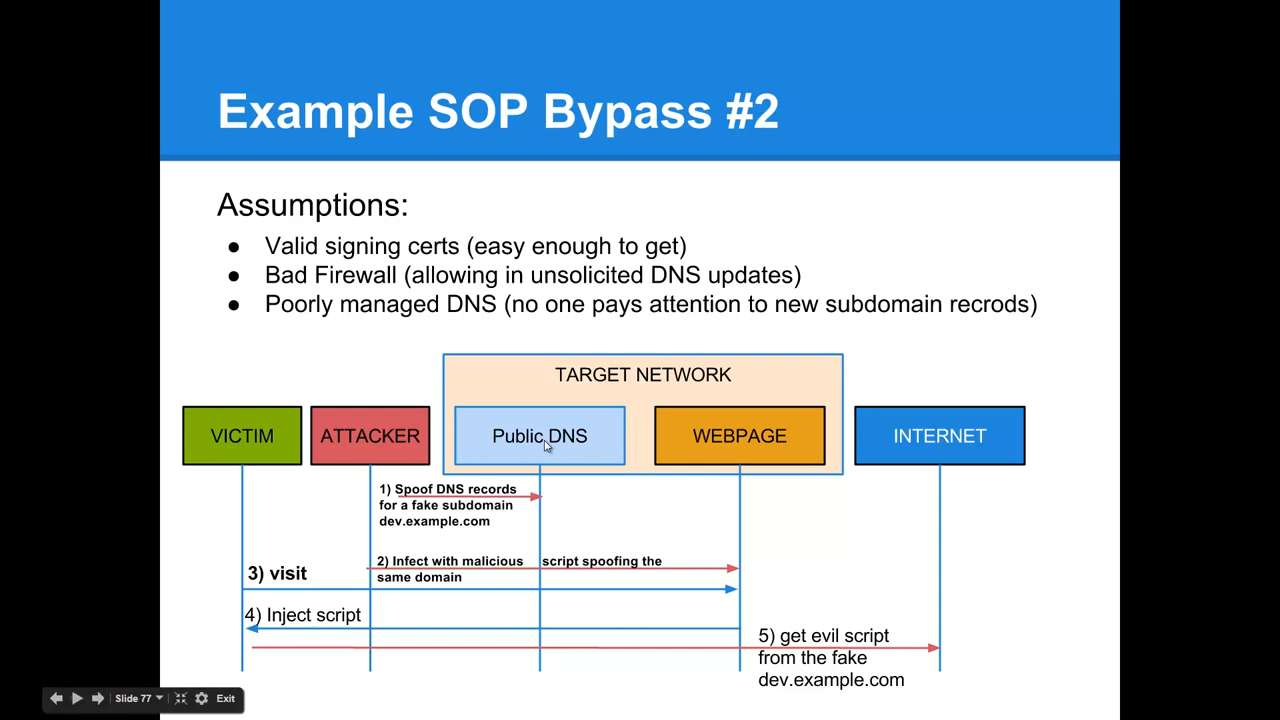 Example SOP Bypass #2
Assumptions:
● Valid signing certs (easy enough to get)
● Bad Firewall (allowing in unsolicited DNS updates)
● Poorly managed DNS (no one pays attention to new subdomain recrods)
TARGET NETWORK
VICTIM
ATTACKER
Public DNS
WEBPAGE
INTERNET
1) Spoof DNS records
for a fake subdomain
dev.example.com
2) Infect with malicious script spoofing the
same domain
3) visit
4) Inject script
5) get evil script
from the fake
dev.example.com
Slide 77
Exit